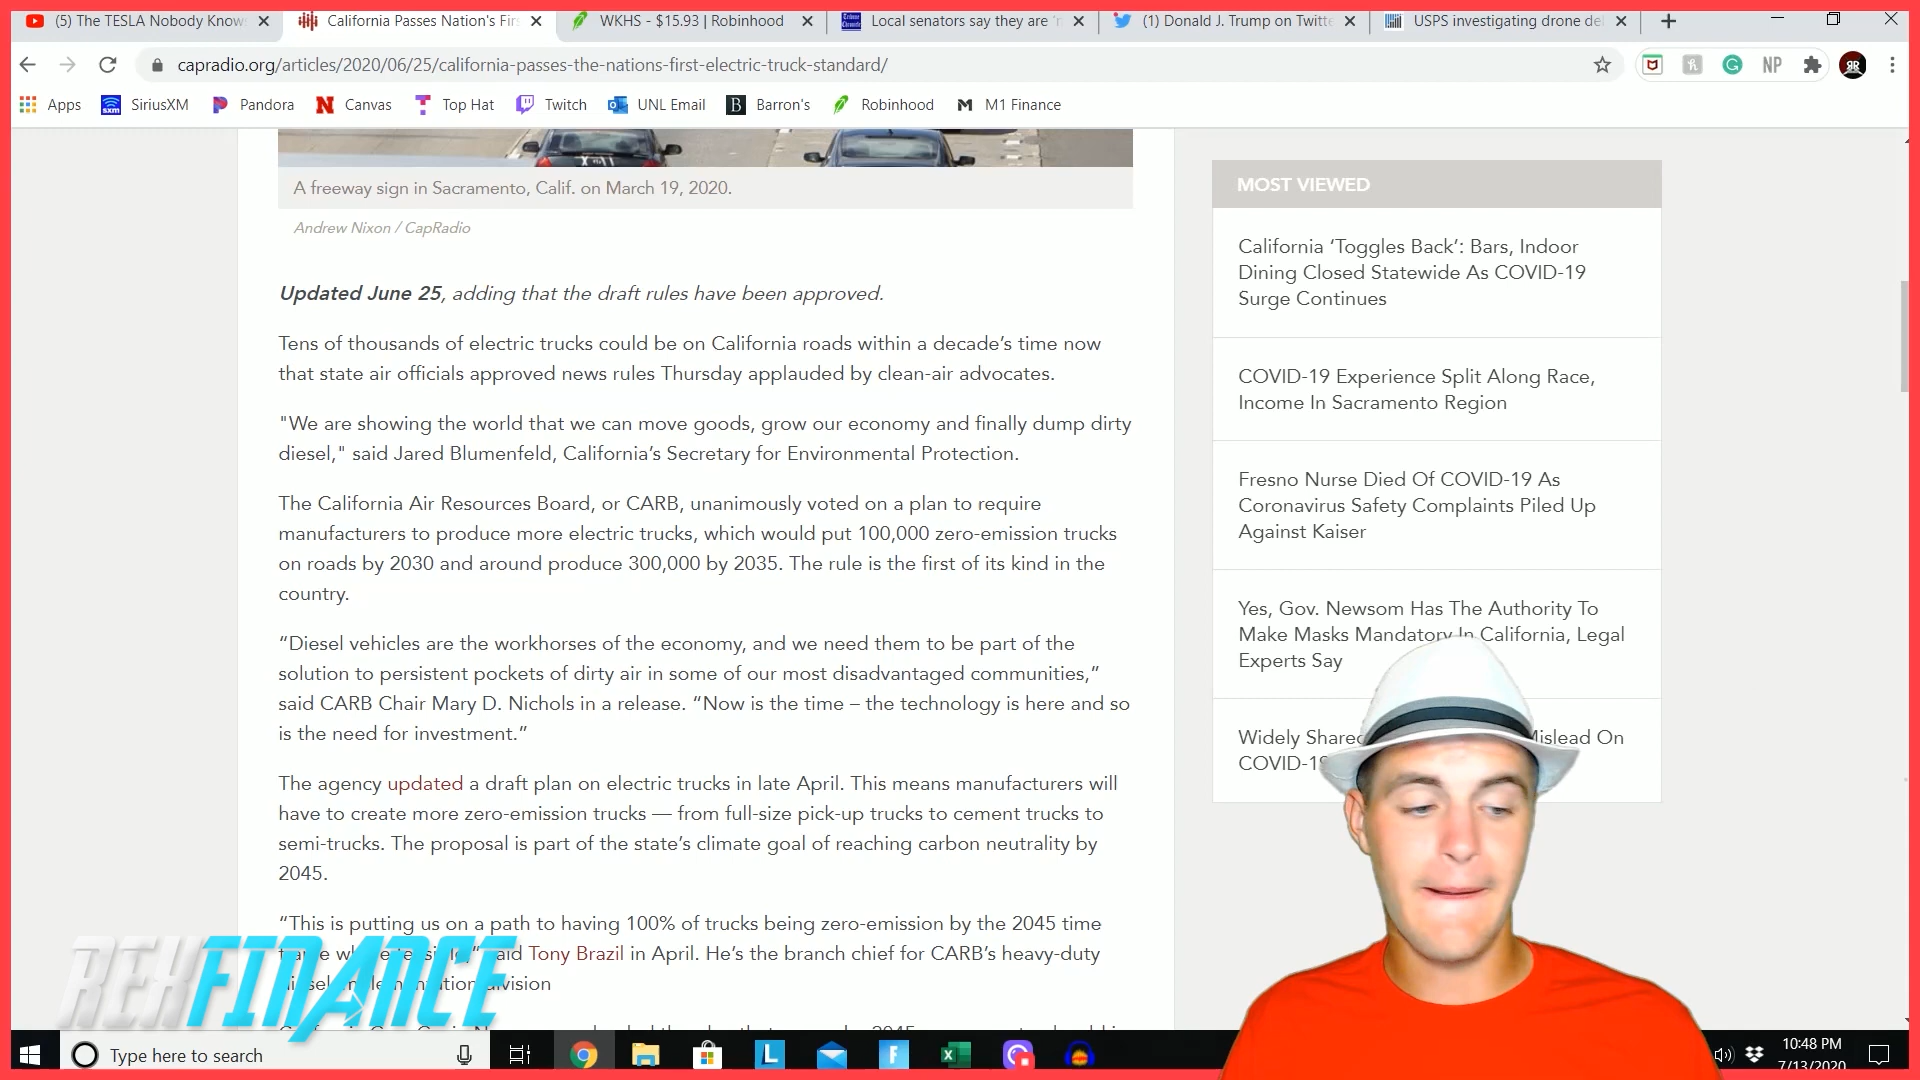 (5) The TESLA Nobody Know
California Passes Nation's Firs
WKHS - $15.93 | Robinhood
Local senators say they are 'n
(1) Donald J. Trump on Twitte
USPS investigating drone del
capradio.org/articles/2020/06/25/california-passes-the-nations-first-electric-truck-standard/
NP
Apps
SiriusXM
Pandora
Canvas
Top Hat
Twitch
UNL Email
Barron's
Robinhood
M1 Finance
A freeway sign in Sacramento, Calif. on March 19, 2020.
Andrew Nixon / CapRadio
Updated June 25, adding that the draft rules have been approved.
Tens of thousands of electric trucks could be on California roads within a decade's time now
that state air officials approved news rules Thursday applauded by clean-air advocates.
"We are showing the world that we can move goods, grow our economy and finally dump dirty
diesel," said Jared Blumenfeld, California's Secretary for Environmental Protection.
The California Air Resources Board, or CARB, unanimously voted on a plan to require
manufacturers to produce more electric trucks, which would put 100,000 zero-emission trucks
on roads by 2030 and around produce 300,000 by 2035. The rule is the first of its kind in the
country.
“Diesel vehicles are the workhorses of the economy, and we need them to be part of the
solution to persistent pockets of dirty air in some of our most disadvantaged communities,”
said CARB Chair Mary D. Nichols in a release. “Now is the time – the technology is here and so
is the need for investment.”
The agency updated a draft plan on electric trucks in late April. This means manufacturers will
have to create more zero-emission trucks — from full-size pick-up trucks to cement trucks to
semi-trucks. The proposal is part of the state's climate goal of reaching carbon neutrality by
2045.
“This is putting us on a path to having 100% of trucks being zero-emission by the 2045 time
said Tony Brazil in April. He's the branch chief for CARB's heavy-duty
division
MOST VIEWED
California ‘Toggles Back’: Bars, Indoor
Dining Closed Statewide As COVID-19
Surge Continues
COVID-19 Experience Split Along Race,
Income In Sacramento Region
Fresno Nurse Died Of COVID-19 As
Coronavirus Safety Complaints Piled Up
Against Kaiser
Yes, Gov. Newsom Has The Authority To
Make Masks Mandatory In California, Legal
Experts Say
Widely Shared Mislead On
COVID-19
REX FINANCE
Type here to search
10:48 PM
7/13/2020